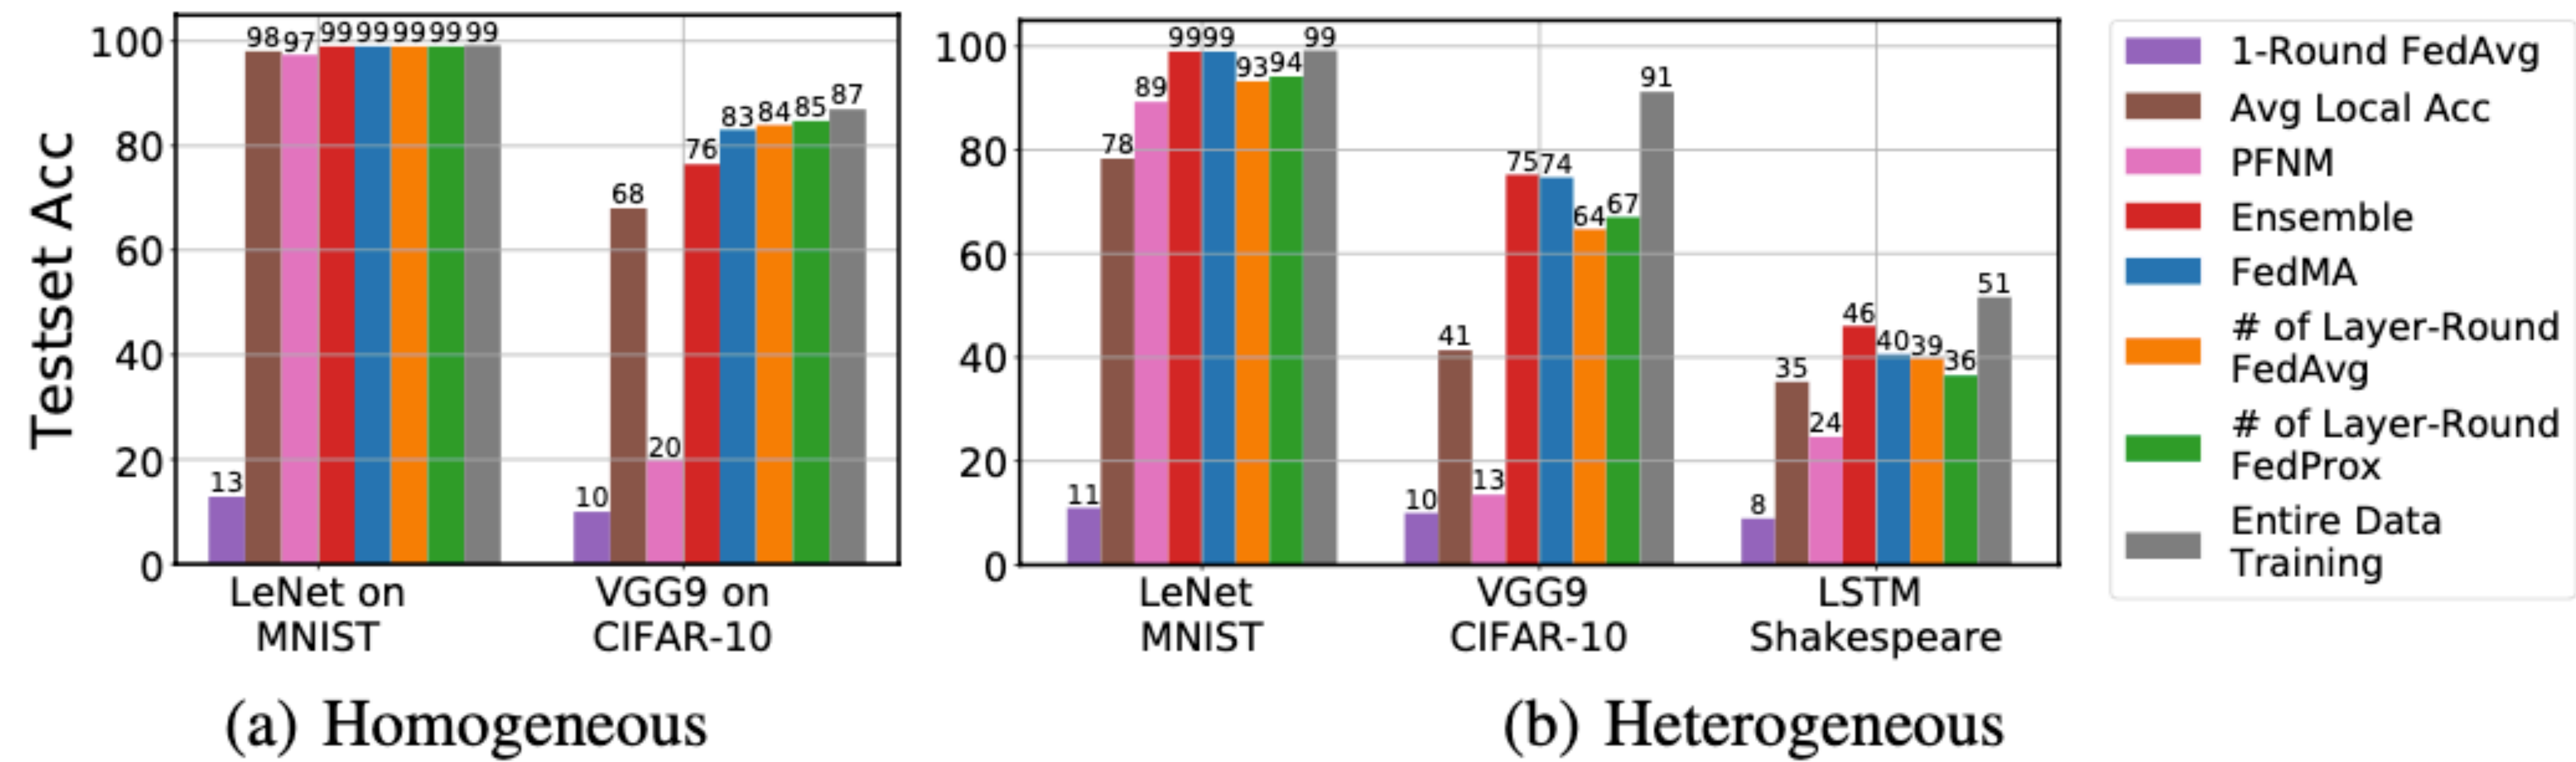 Testset Acc
100
80
60
40
20
0
13 98 97 99 99 99 99 99
10 68 20 76 83 84 85 87
LeNet on
MNIST
VGG9 on
CIFAR-10
(a) Homogeneous
100
80
60
40
20
0
11 78 89 99 99 93 94 99
10 41 13 75 74 64 67 91
8 35 24 46 40 39 36 51
LeNet
MNIST
VGG9
CIFAR-10
LSTM
Shakespeare
(b) Heterogeneous
1-Round FedAvg
Avg Local Acc
PFNM
Ensemble
FedMA
# of Layer-Round
FedAvg
# of Layer-Round
FedProx
Entire Data
Training